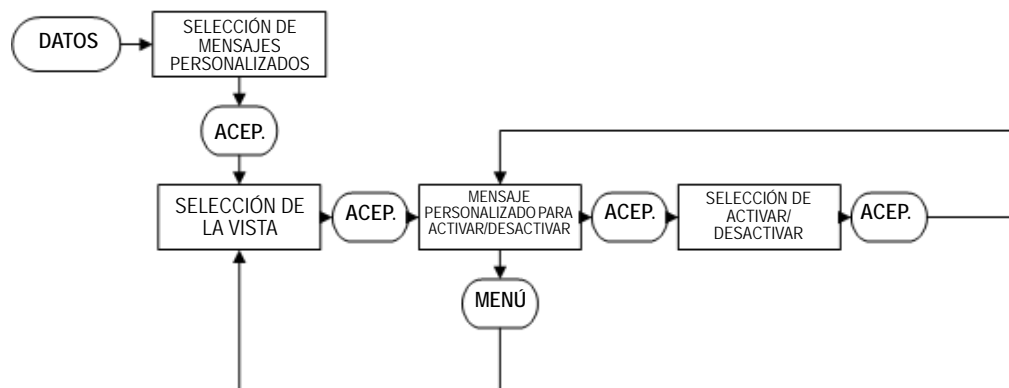 DATOS
SELECCIÓN DE
MENSAJES
PERSONALIZADOS
ACEP.
SELECCIÓN DE
LA VISTA
ACEP.
MENSAJE
PERSONALIZADO PARA
ACTIVAR/DESACTIVAR
ACEP.
SELECCIÓN DE
ACTIVAR/
DESACTIVAR
ACEP.
MENÚ